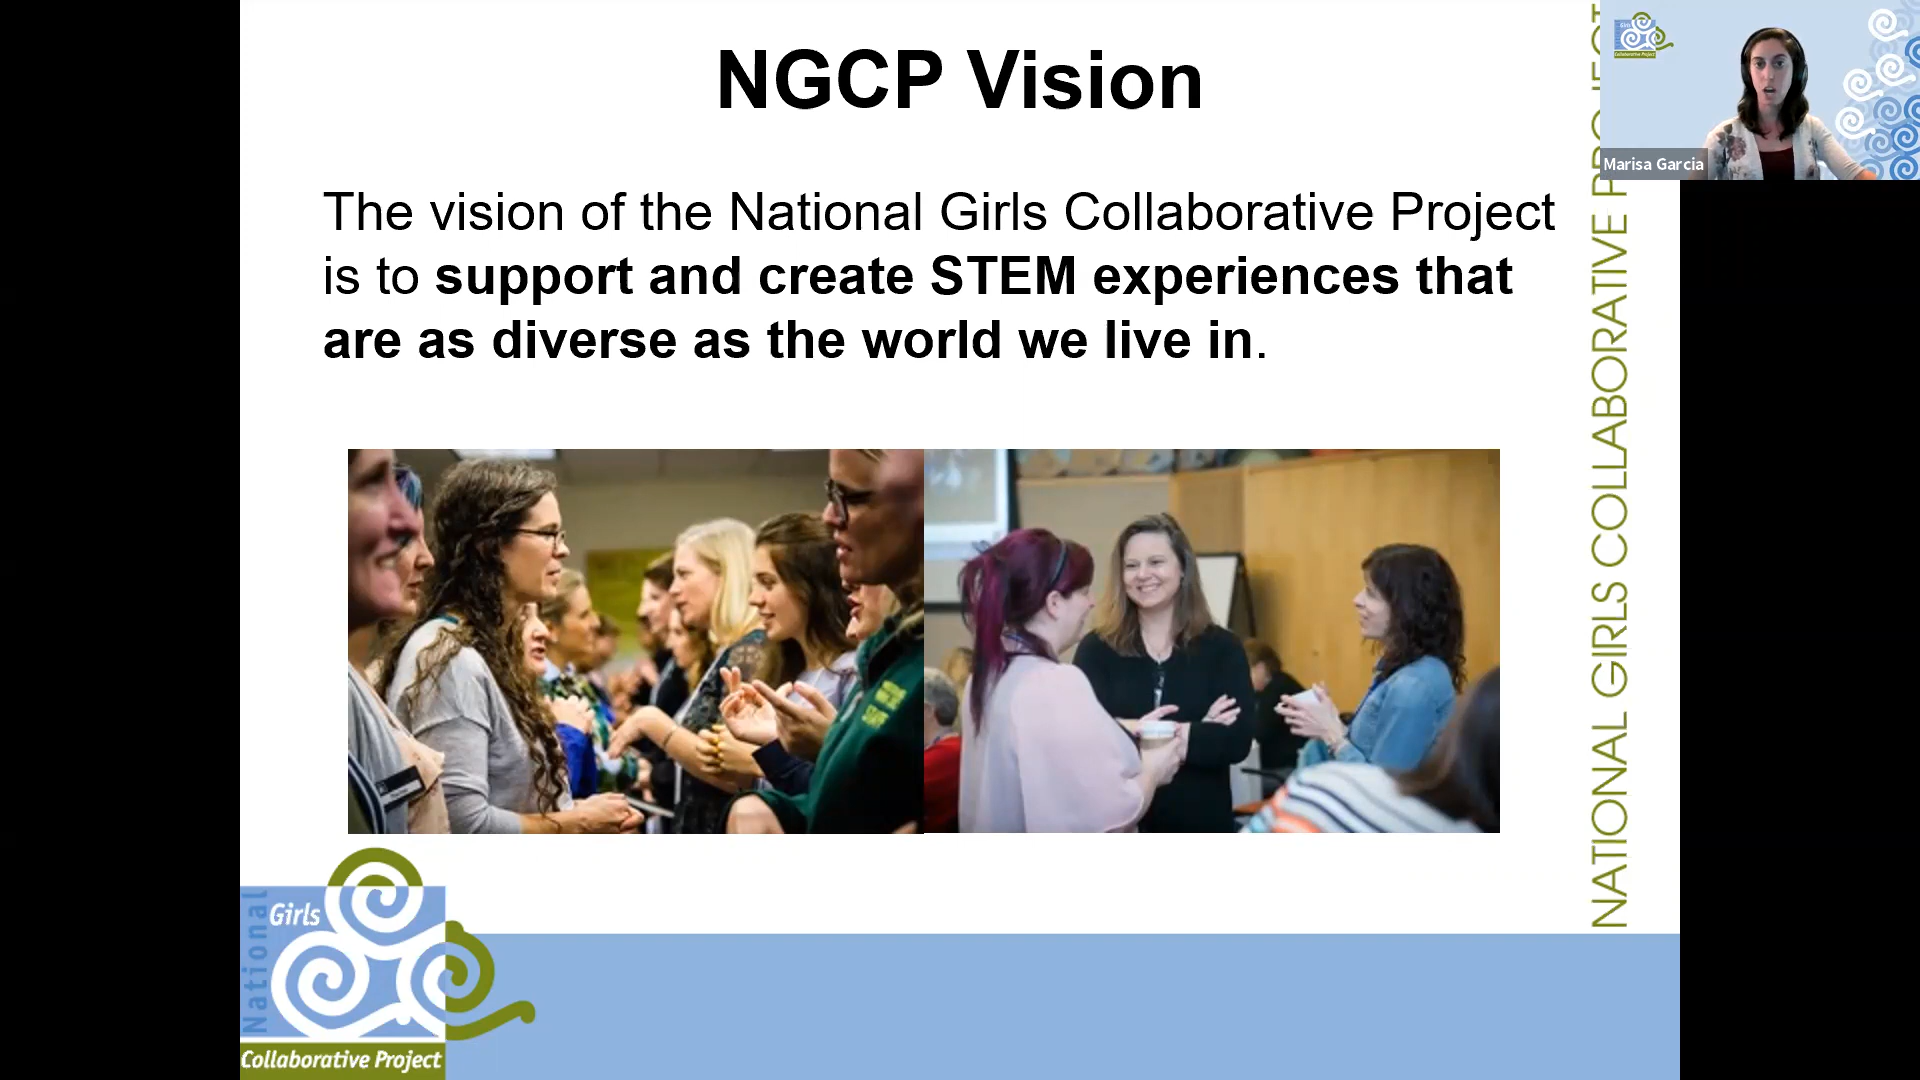 NGCP Vision
The vision of the National Girls Collaborative Project
is to support and create STEM experiences that
are as diverse as the world we live in.
Marisa Garcia
NATIONAL GIRLS COLLABORATIVE PROJECT
National
Girls
Collaborative Project